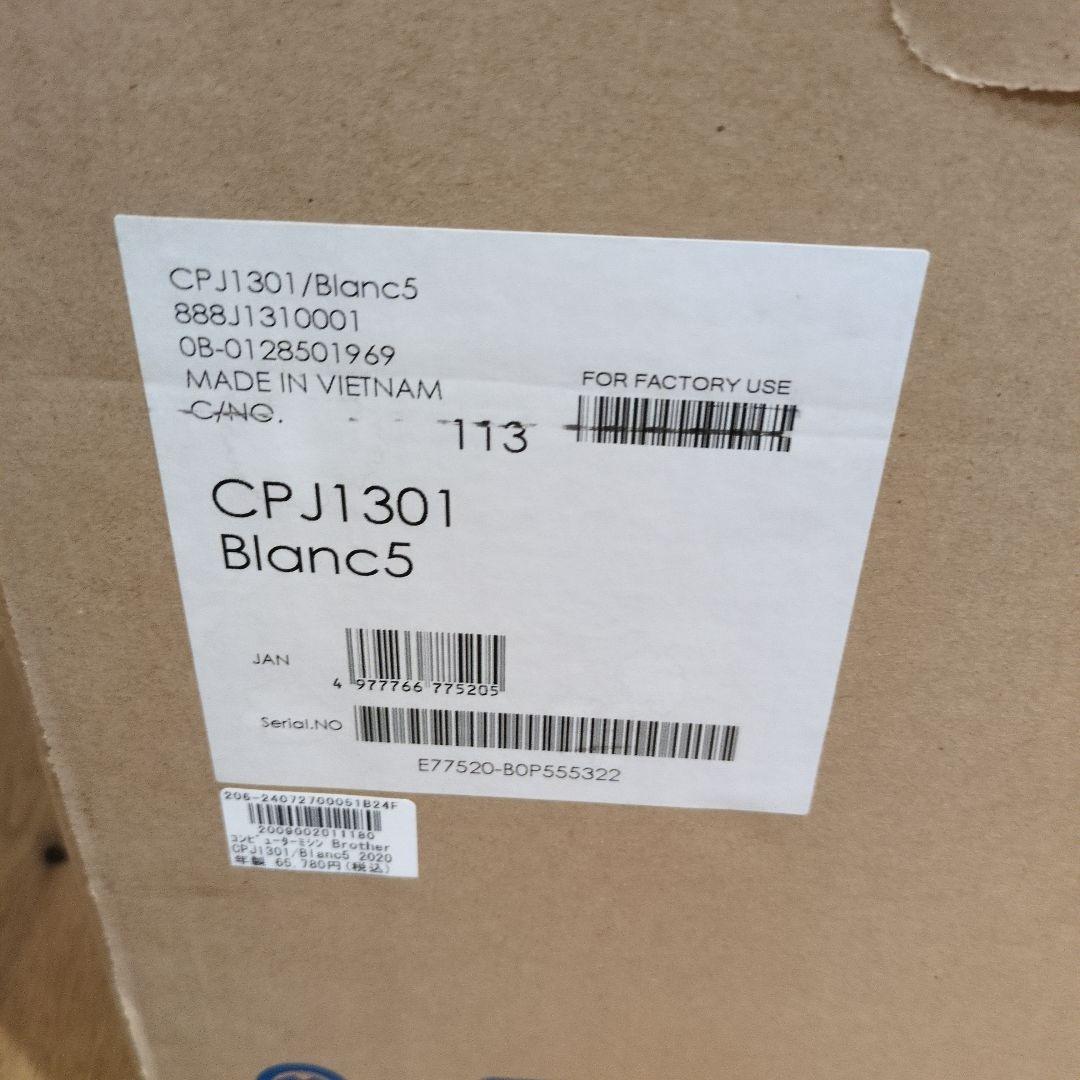 CPJ1301/Blanc5
888J1310001
0B-0128501969
MADE IN VIETNAM
C/NO. 113
FOR FACTORY USE
CPJ1301
Blanc5
JAN
4 977766 775205
Serial.NO
E77520-B0P555322
206-24072700051B24F
2009002011180
コンピューターミシン Brother
CPJ1301/Blanc5 2020
年製 65,780円(税込)